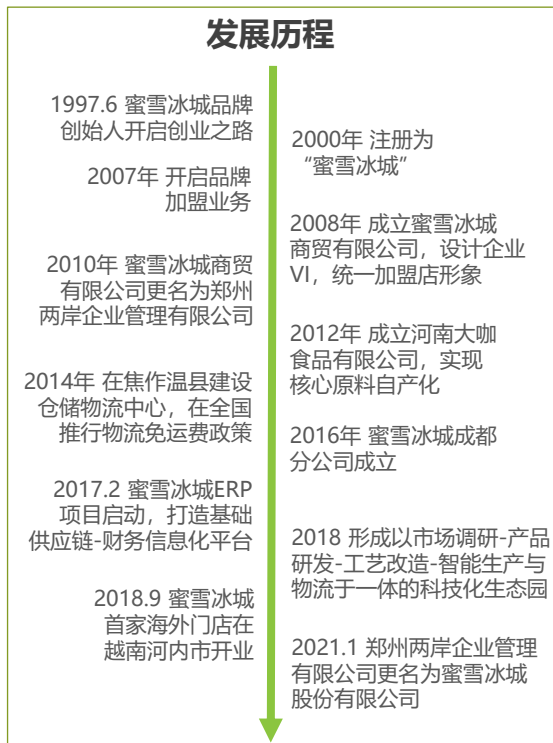 发展历程
1997.6 蜜雪冰城品牌
创始人开启创业之路
2000年 注册为
“蜜雪冰城”
2007年 开启品牌
加盟业务
2008年 成立蜜雪冰城
商贸有限公司，设计企业
VI，统一加盟店形象
2010年 蜜雪冰城商贸
有限公司更名为郑州
两岸企业管理有限公司
2012年 成立河南大咖
食品有限公司，实现
核心原料自产化
2014年 在焦作温县建设
仓储物流中心，在全国
推行物流免运费政策
2016年 蜜雪冰城成都
分公司成立
2017.2 蜜雪冰城ERP
项目启动，打造基础
供应链-财务信息化平台
2018 形成以市场调研-产品
研发-工艺改造-智能生产与
物流于一体的科技化生态园
2018.9 蜜雪冰城
首家海外门店在
越南河内市开业
2021.1 郑州两岸企业管理
有限公司更名为蜜雪冰城
股份有限公司